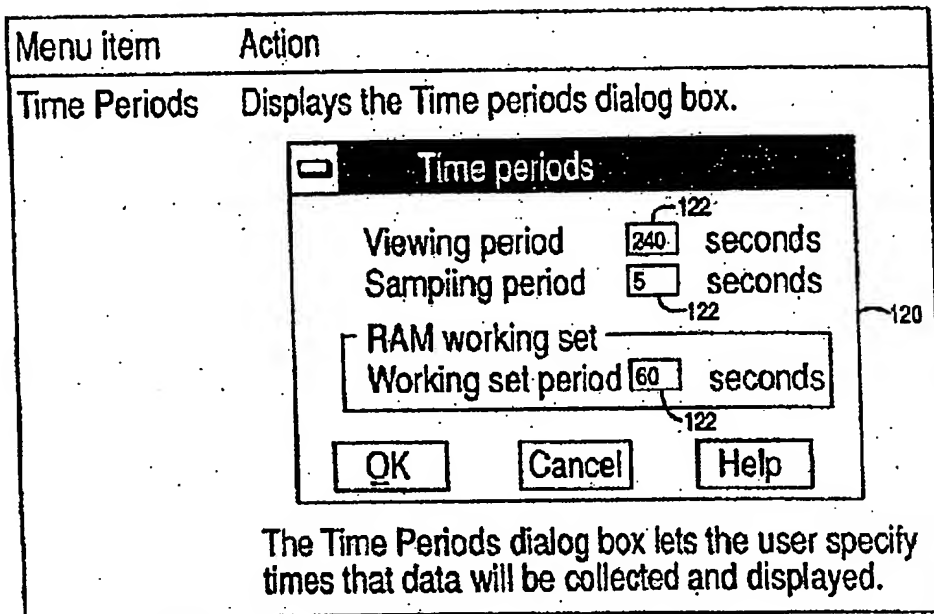 Menu item Action
Time Periods Displays the Time periods dialog box.
Time periods
122
Viewing period 240 seconds
Sampiing period 5 seconds
122
120
RAM working set
Working set period 60 seconds
122
OK Cancel Help
The Time Periods dialog box lets the user specify
times that data will be collected and displayed.